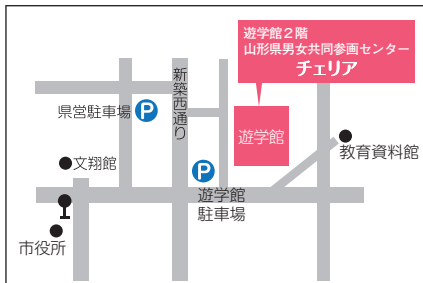 遊学館2階
山形県男女共同参画センター
チェリア
新築西通り
県営駐車場
P
遊学館
教育資料館
文翔館
P
遊学館
駐車場
市役所